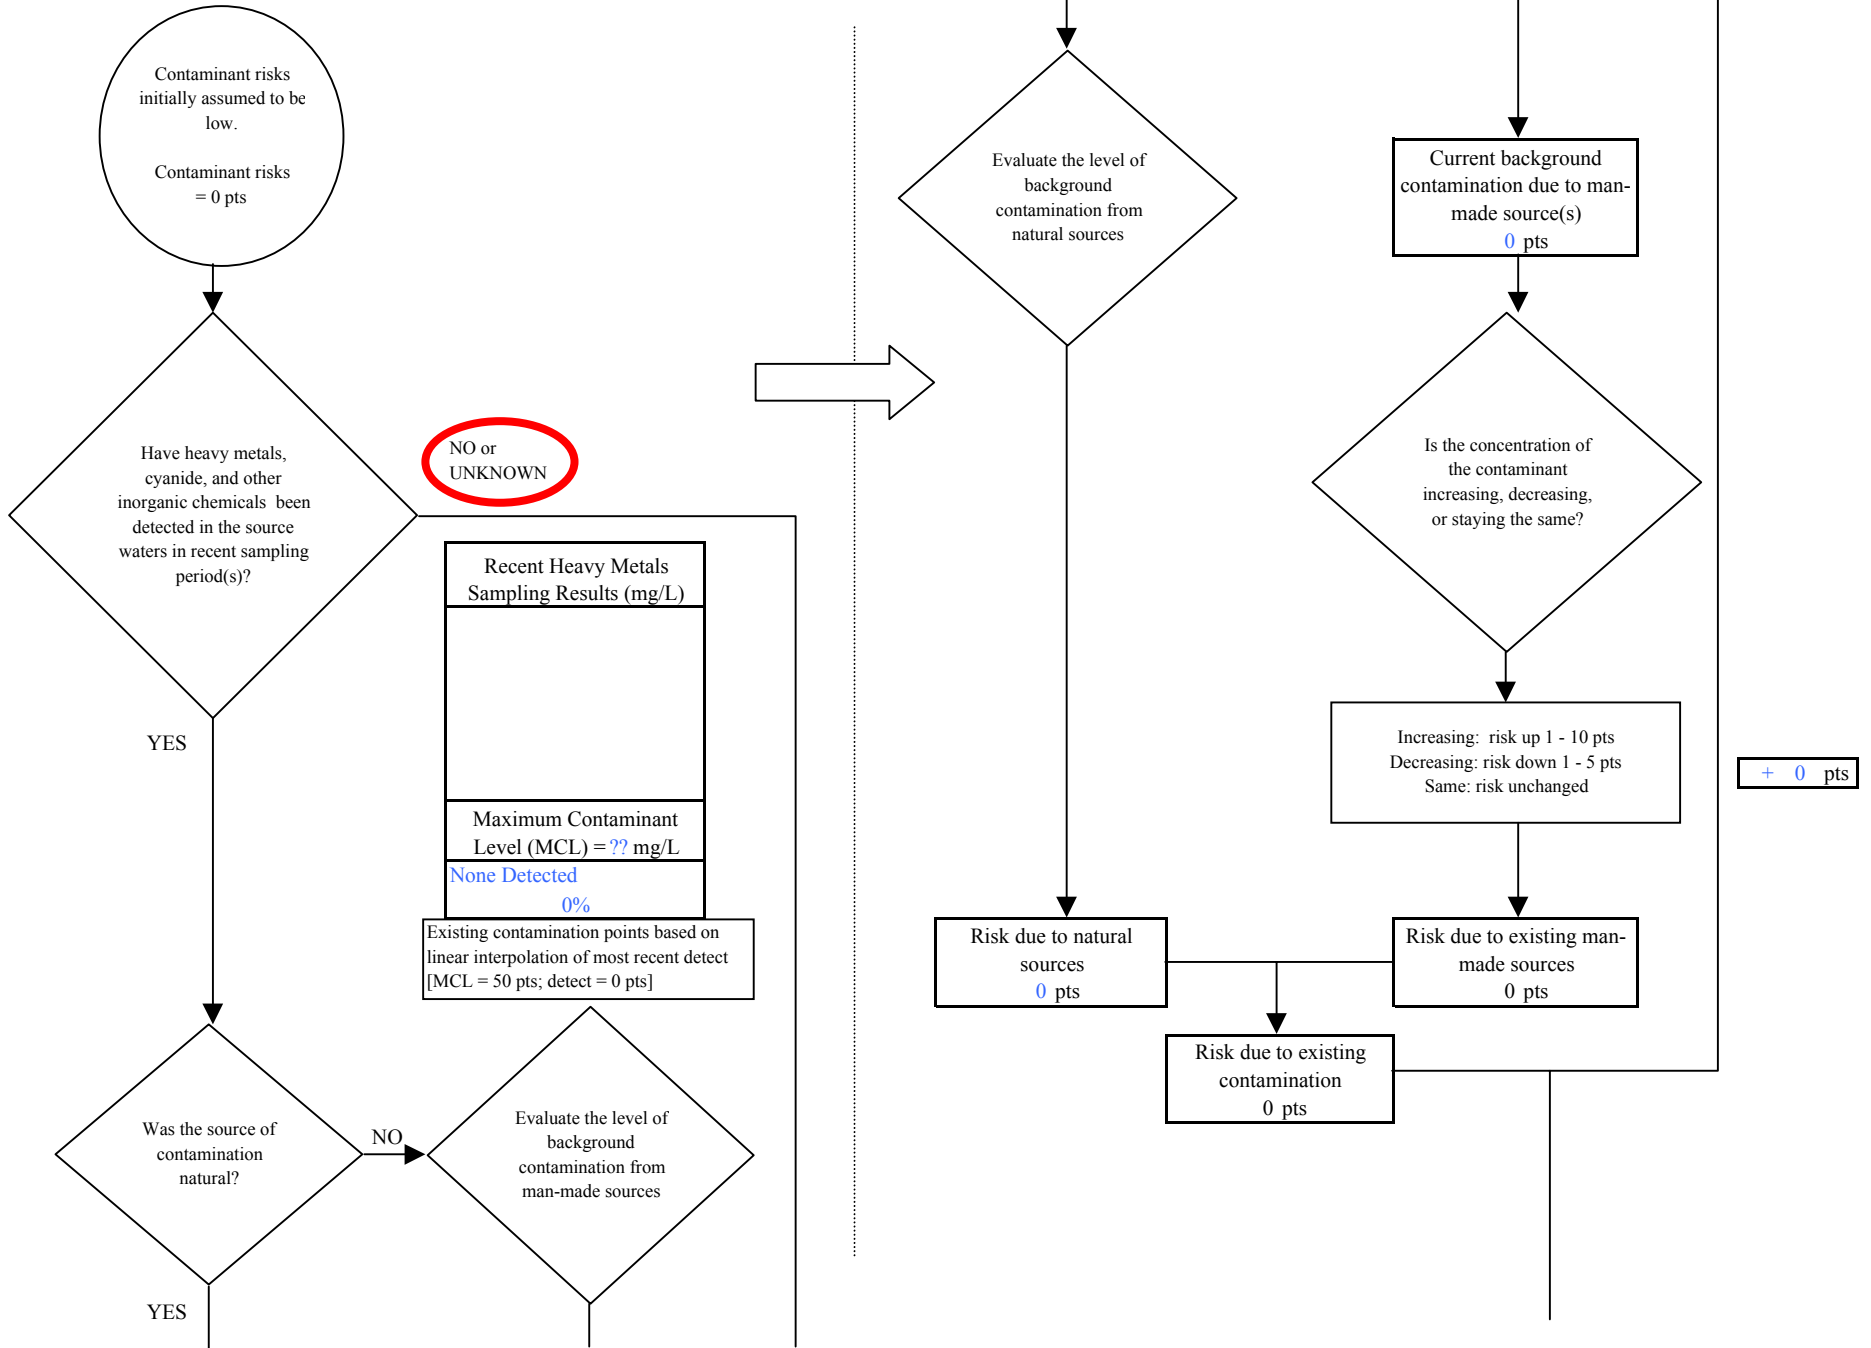 Contaminant risks
initially assumed to be
low.
Contaminant risks
= 0 pts
Have heavy metals,
cyanide, and other
inorganic chemicals been
detected in the source
waters in recent sampling
period(s)?
NO or
UNKNOWN
YES
Recent Heavy Metals
Sampling Results (mg/L)
Maximum Contaminant
Level (MCL) = ?? mg/L
None Detected
0%
Existing contamination points based on
linear interpolation of most recent detect
[MCL = 50 pts; detect = 0 pts]
Was the source of
contamination
natural?
NO
Evaluate the level of
background
contamination from
man-made sources
YES
Evaluate the level of
background
contamination from
natural sources
Current background
contamination due to man-
made source(s)
0 pts
Is the concentration of
the contaminant
increasing, decreasing,
or staying the same?
Increasing: risk up 1 - 10 pts
Decreasing: risk down 1 - 5 pts
Same: risk unchanged
+ 0 pts
Risk due to natural
sources
0 pts
Risk due to existing man-
made sources
0 pts
Risk due to existing
contamination
0 pts